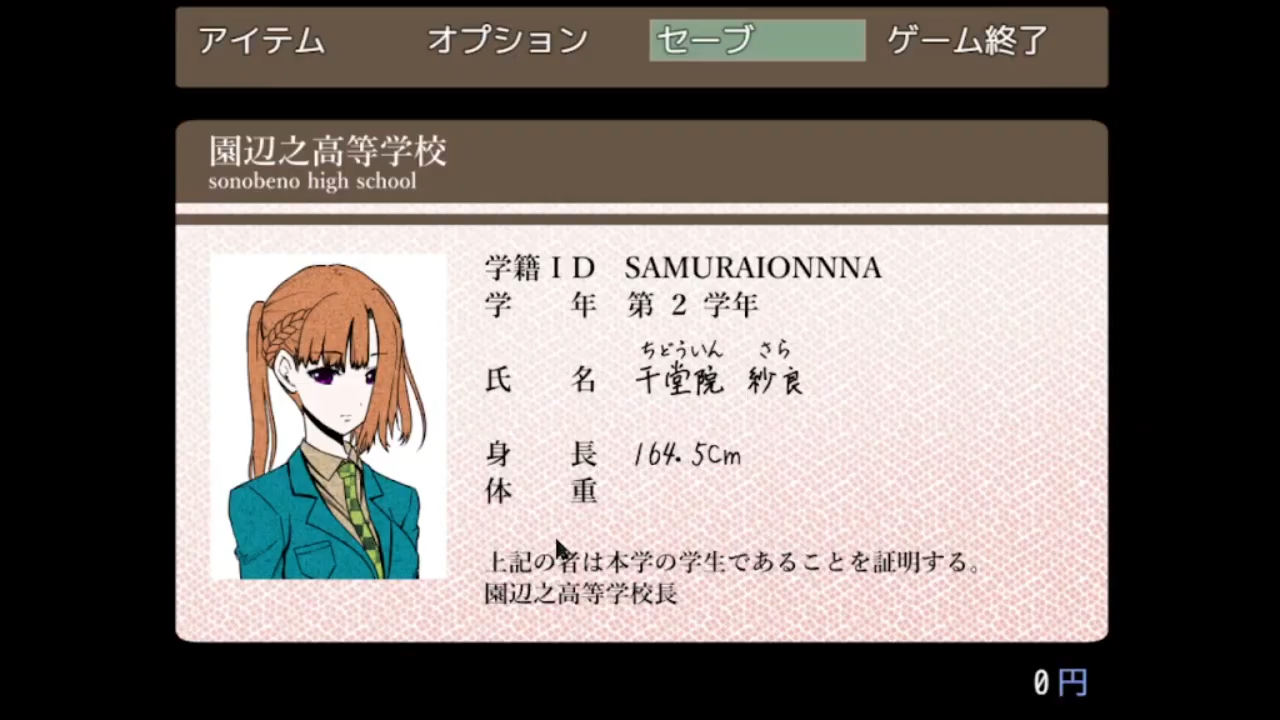 アイテム オプション セーブ ゲーム終了
園辺之高等学校
sonobeno high school
学籍ＩＤ SAMURAIONNNA
学年 第２学年
ちどういん さら
氏名 千堂院 紗良
身長 164.5Cm
体重
上記の者は本学の学生であることを証明する。
園辺之高等学校長
0円